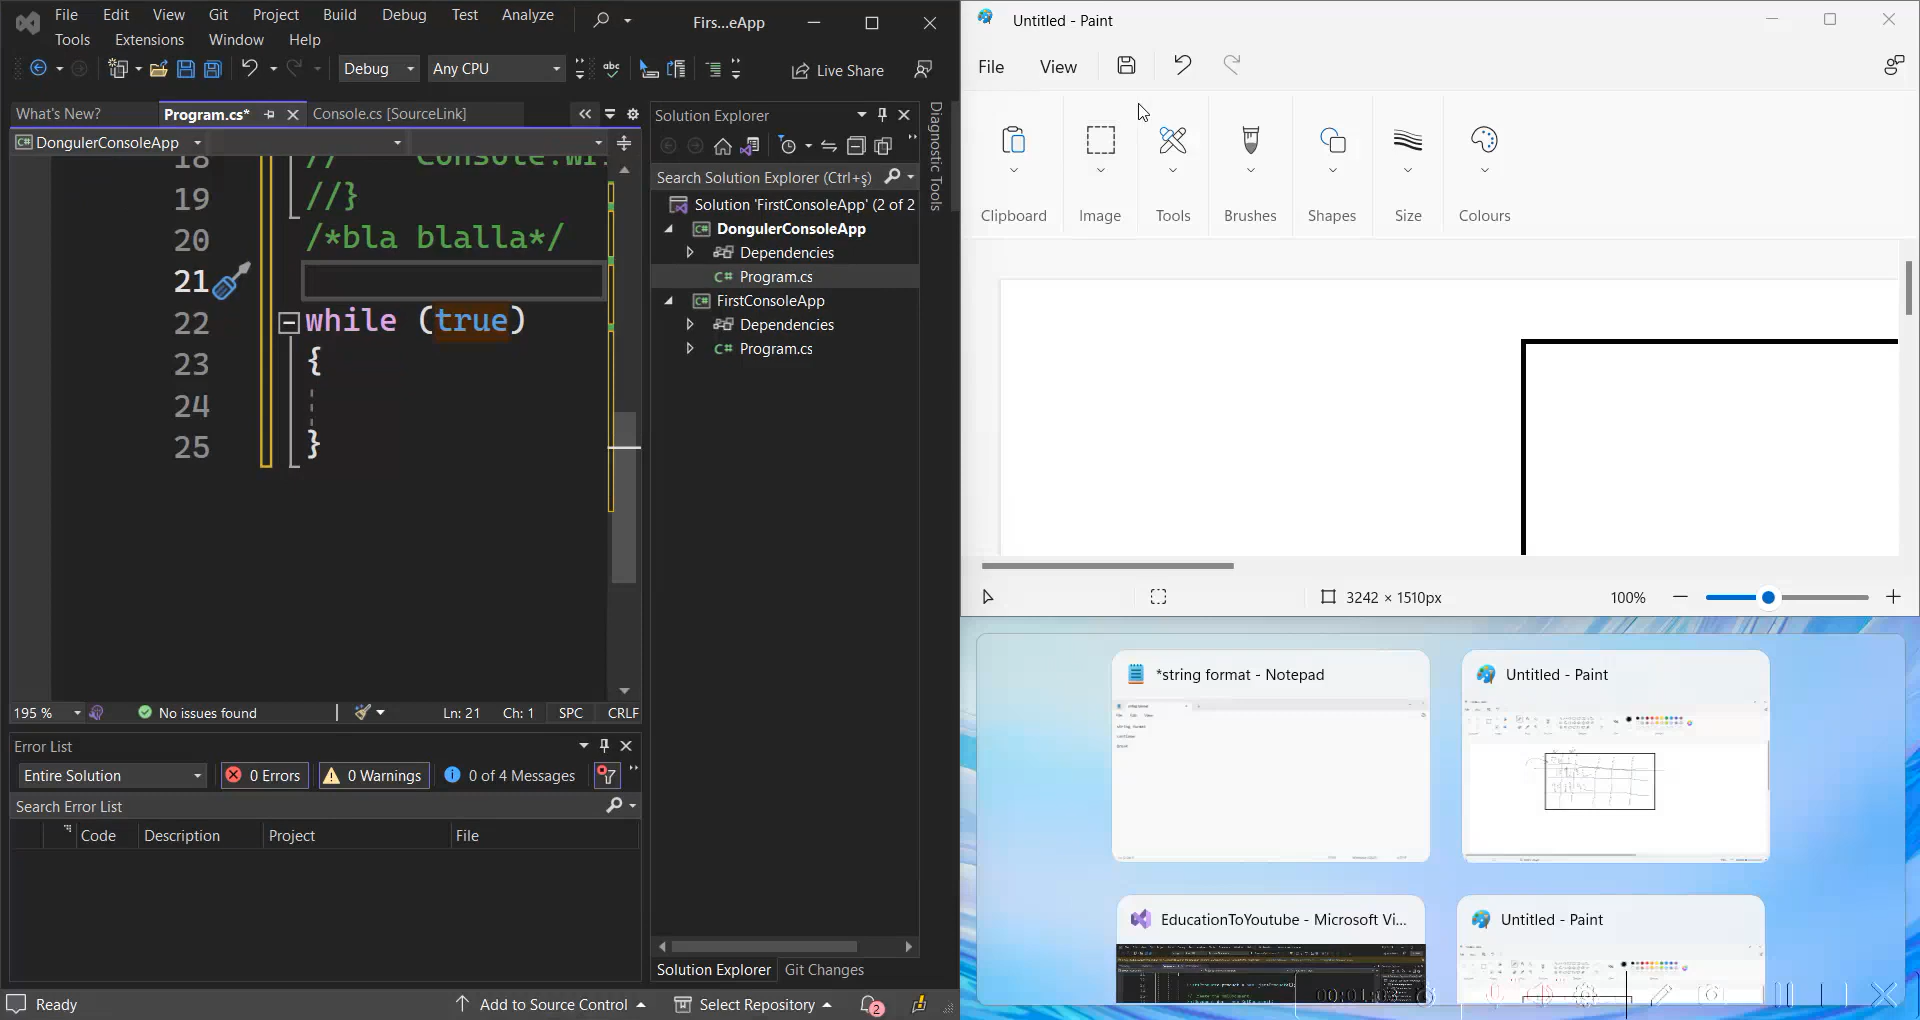 File Edit View Git Project Build Debug Test Analyze
Firs...eApp
Tools Extensions Window Help
Debug Any CPU
Live Share
What's New? Program.cs* Console.cs [SourceLink]
DongulerConsoleApp
18
19 //}
20 /*bla blalla*/
21
22 while (true)
23 {
24
25 }
195 % No issues found Ln: 21 Ch: 1 SPC CRLF
Error List
Entire Solution 0 Errors 0 Warnings 0 of 4 Messages
Search Error List
Code Description Project File
Solution Explorer
Search Solution Explorer (Ctrl+ş)
Solution 'FirstConsoleApp' (2 of 2
DongulerConsoleApp
Dependencies
C# Program.cs
FirstConsoleApp
Dependencies
C# Program.cs
Solution Explorer Git Changes
Diagnostic Tools
Ready Add to Source Control Select Repository 2
Untitled - Paint
File View
Clipboard Image Tools Brushes Shapes Size Colours
3242 × 1510px 100%
*string format - Notepad
Untitled - Paint
EducationToYoutube - Microsoft Vi...
Untitled - Paint